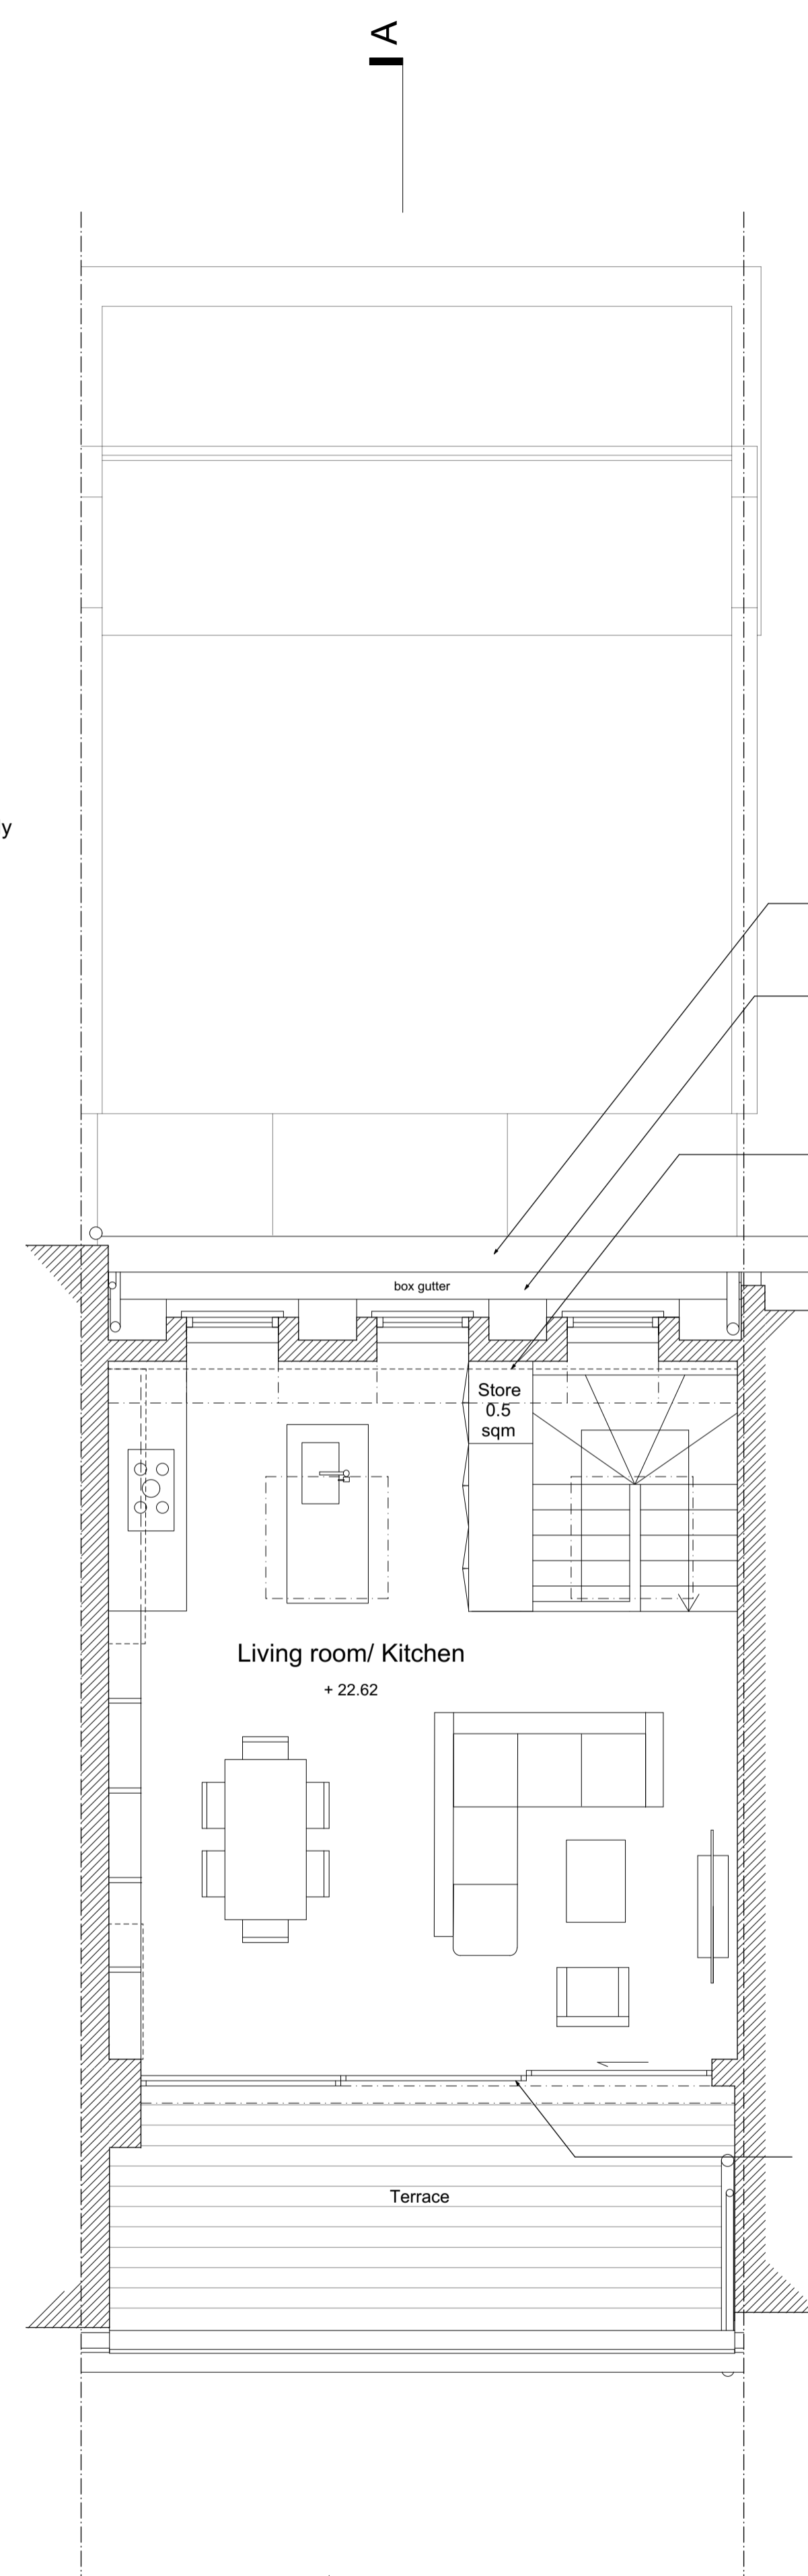 A
y
box gutter
Store
0.5
sqm
Living room/ Kitchen
+ 22.62
Terrace